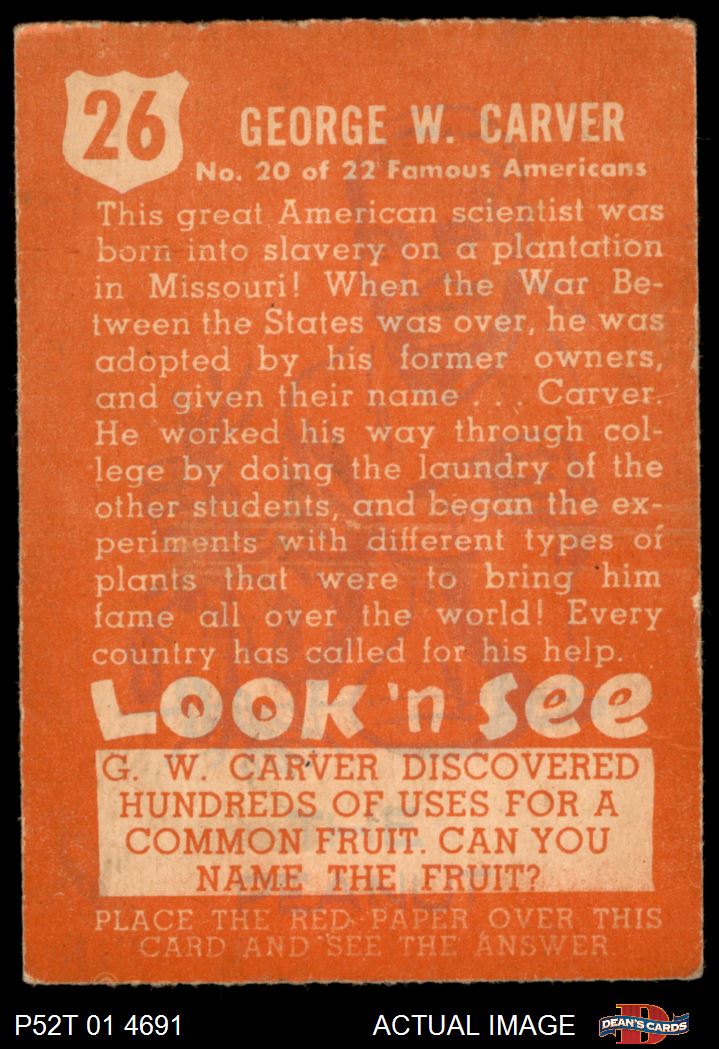 26
GEORGE W. CARVER
No. 20 of 22 Famous Americans
This great American scientist was
born into slavery on a plantation
in Missouri! When the War Be-
tween the States was over, he was
adopted by his former owners,
and given their name . . . Carver.
He worked his way through col-
lege by doing the laundry of the
other students, and began the ex-
periments with different types of
plants that were to bring him
fame all over the world! Every
country has called for his help.
LOOK 'n SEE
G. W. CARVER DISCOVERED
HUNDREDS OF USES FOR A
COMMON FRUIT. CAN YOU
NAME THE FRUIT?
THE
PEANUT
PLACE THE RED PAPER OVER THIS
CARD AND SEE THE ANSWER.
P52T 01 4691
ACTUAL IMAGE
DEAN'S CARDS